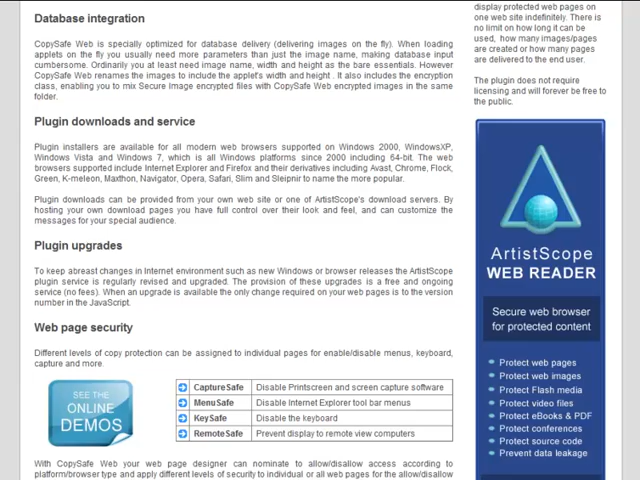 Database integration
CopySafe Web is specially optimized for database delivery (delivering images on the fly). When loading
applets on the fly you usually need more parameters than just the image name, making database input
cumbersome. Ordinarily you at least need image name, width and height as the bare essentials. However
CopySafe Web renames the images to include the applet's width and height . It also includes the encryption
class, enabling you to mix Secure Image encrypted files with CopySafe Web encrypted images in the same
folder.
Plugin downloads and service
Plugin installers are available for all modern web browsers supported on Windows 2000, WindowsXP,
Windows Vista and Windows 7, which is all Windows platforms since 2000 including 64-bit. The web
browsers supported include Internet Explorer and Firefox and their derivatives including Avast, Chrome, Flock,
Green, K-meleon, Maxthon, Navigator, Opera, Safari, Slim and Sleipnir to name the more popular.
Plugin downloads can be provided from your own web site or one of ArtistScope's download servers. By
hosting your own download pages you have full control over their look and feel, and can customize the
messages for your special audience.
Plugin upgrades
To keep abreast changes in Internet environment such as new Windows or browser releases the ArtistScope
plugin service is regularly revised and upgraded. The provision of these upgrades is a free and ongoing
service (no fees). When an upgrade is available the only change required on your web pages is to the version
number in the JavaScript.
Web page security
Different levels of copy protection can be assigned to individual pages for enable/disable menus, keyboard,
capture and more.
SEE THE
ONLINE
DEMOS
CaptureSafe Disable Printscreen and screen capture software
MenuSafe Disable Internet Explorer tool bar menus
KeySafe Disable the keyboard
RemoteSafe Prevent display to remote view computers
With CopySafe Web your web page designer can nominate to allow/disallow access according to
platform/browser type and apply different levels of security to individual or all web pages for the allow/disallow
display protected web pages on
one web site indefinitely. There is
no limit on how long it can be
used, how many images/pages
are created or how many pages
are delivered to the end user.
The plugin does not require
licensing and will forever be free to
the public.
ArtistScope
WEB READER
Secure web browser
for protected content
Protect web pages
Protect web images
Protect Flash media
Protect video files
Protect eBooks & PDF
Protect conferences
Protect source code
Prevent data leakage